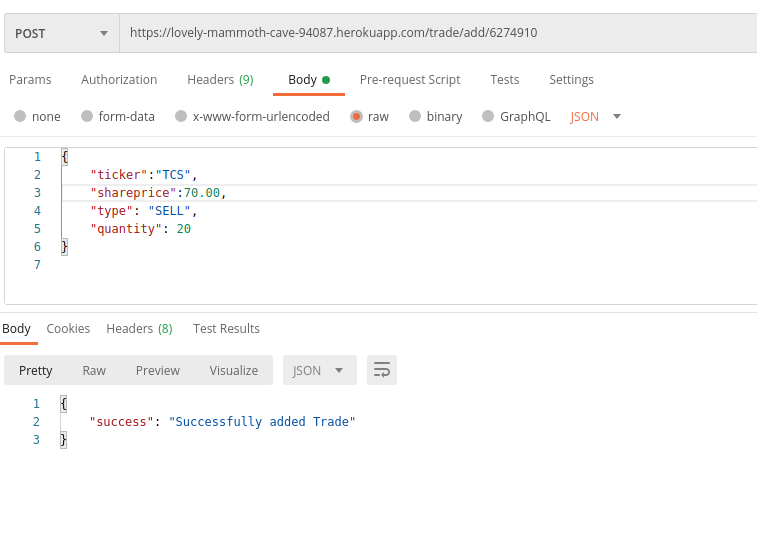 POST https://lovely-mammoth-cave-94087.herokuapp.com/trade/add/6274910
Params Authorization Headers (9) Body Pre-request Script Tests Settings
none form-data x-www-form-urlencoded raw binary GraphQL JSON
1 {
2 "ticker":"TCS",
3 "shareprice":70.00,
4 "type": "SELL",
5 "quantity": 20
6 }
7
Body Cookies Headers (8) Test Results
Pretty Raw Preview Visualize JSON
1 {
2 "success": "Successfully added Trade"
3 }